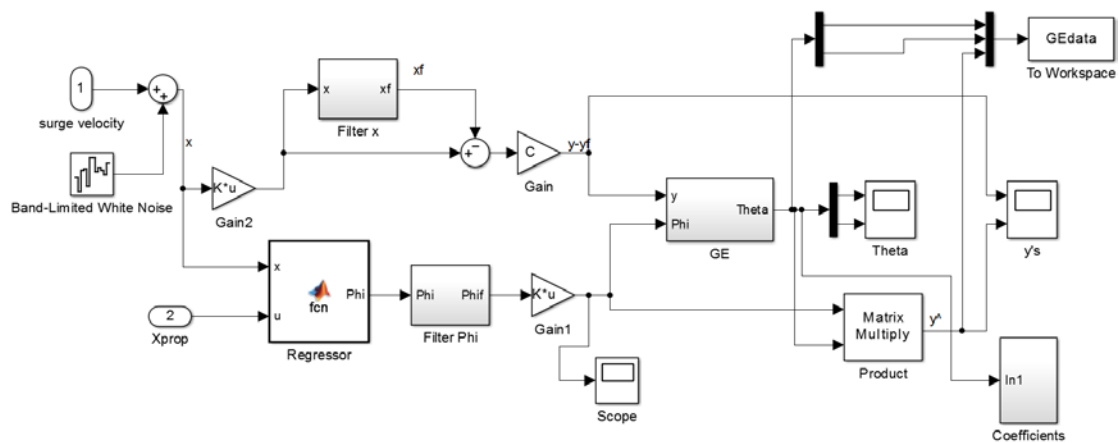 GEdata
To Workspace
xf
x
xf
Filter x
1
surge velocity
+
+
x
+
−
C
Gain
y-yf
K*u
Gain2
Band-Limited White Noise
y
Phi
Theta
GE
Theta
y's
x
u
fcn
Phi
Regressor
Phi
Phif
Filter Phi
K*u
Gain1
2
Xprop
Scope
Matrix
Multiply
Product
y^
In1
Coefficients